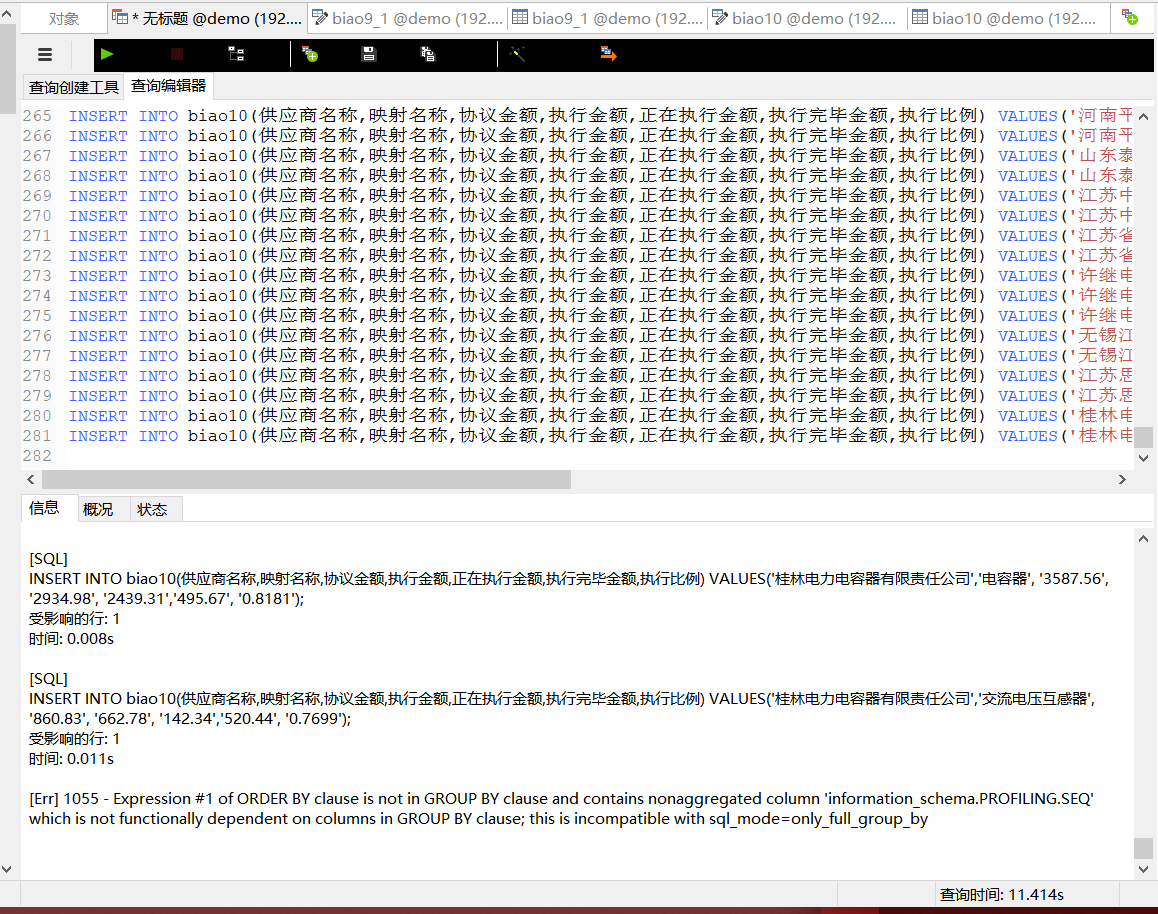 对象
* 无标题 @demo (192....
biao9_1 @demo (192....
biao9_1 @demo (192....
biao10 @demo (192....
biao10 @demo (192....
查询创建工具
查询编辑器
265 INSERT INTO biao10(供应商名称,映射名称,协议金额,执行金额,正在执行金额,执行完毕金额,执行比例) VALUES('河南平
266 INSERT INTO biao10(供应商名称,映射名称,协议金额,执行金额,正在执行金额,执行完毕金额,执行比例) VALUES('河南平
267 INSERT INTO biao10(供应商名称,映射名称,协议金额,执行金额,正在执行金额,执行完毕金额,执行比例) VALUES('山东泰
268 INSERT INTO biao10(供应商名称,映射名称,协议金额,执行金额,正在执行金额,执行完毕金额,执行比例) VALUES('山东泰
269 INSERT INTO biao10(供应商名称,映射名称,协议金额,执行金额,正在执行金额,执行完毕金额,执行比例) VALUES('江苏中
270 INSERT INTO biao10(供应商名称,映射名称,协议金额,执行金额,正在执行金额,执行完毕金额,执行比例) VALUES('江苏中
271 INSERT INTO biao10(供应商名称,映射名称,协议金额,执行金额,正在执行金额,执行完毕金额,执行比例) VALUES('江苏省
272 INSERT INTO biao10(供应商名称,映射名称,协议金额,执行金额,正在执行金额,执行完毕金额,执行比例) VALUES('江苏省
273 INSERT INTO biao10(供应商名称,映射名称,协议金额,执行金额,正在执行金额,执行完毕金额,执行比例) VALUES('许继电
274 INSERT INTO biao10(供应商名称,映射名称,协议金额,执行金额,正在执行金额,执行完毕金额,执行比例) VALUES('许继电
275 INSERT INTO biao10(供应商名称,映射名称,协议金额,执行金额,正在执行金额,执行完毕金额,执行比例) VALUES('许继电
276 INSERT INTO biao10(供应商名称,映射名称,协议金额,执行金额,正在执行金额,执行完毕金额,执行比例) VALUES('无锡江
277 INSERT INTO biao10(供应商名称,映射名称,协议金额,执行金额,正在执行金额,执行完毕金额,执行比例) VALUES('无锡江
278 INSERT INTO biao10(供应商名称,映射名称,协议金额,执行金额,正在执行金额,执行完毕金额,执行比例) VALUES('江苏思
279 INSERT INTO biao10(供应商名称,映射名称,协议金额,执行金额,正在执行金额,执行完毕金额,执行比例) VALUES('江苏思
280 INSERT INTO biao10(供应商名称,映射名称,协议金额,执行金额,正在执行金额,执行完毕金额,执行比例) VALUES('桂林电
281 INSERT INTO biao10(供应商名称,映射名称,协议金额,执行金额,正在执行金额,执行完毕金额,执行比例) VALUES('桂林电
282
信息
概况
状态
[SQL]
INSERT INTO biao10(供应商名称,映射名称,协议金额,执行金额,正在执行金额,执行完毕金额,执行比例) VALUES('桂林电力电容器有限责任公司','电容器', '3587.56',
'2934.98', '2439.31','495.67', '0.8181');
受影响的行: 1
时间: 0.008s
[SQL]
INSERT INTO biao10(供应商名称,映射名称,协议金额,执行金额,正在执行金额,执行完毕金额,执行比例) VALUES('桂林电力电容器有限责任公司','交流电压互感器',
'860.83', '662.78', '142.34','520.44', '0.7699');
受影响的行: 1
时间: 0.011s
[Err] 1055 - Expression #1 of ORDER BY clause is not in GROUP BY clause and contains nonaggregated column 'information_schema.PROFILING.SEQ'
which is not functionally dependent on columns in GROUP BY clause; this is incompatible with sql_mode=only_full_group_by
查询时间: 11.414s